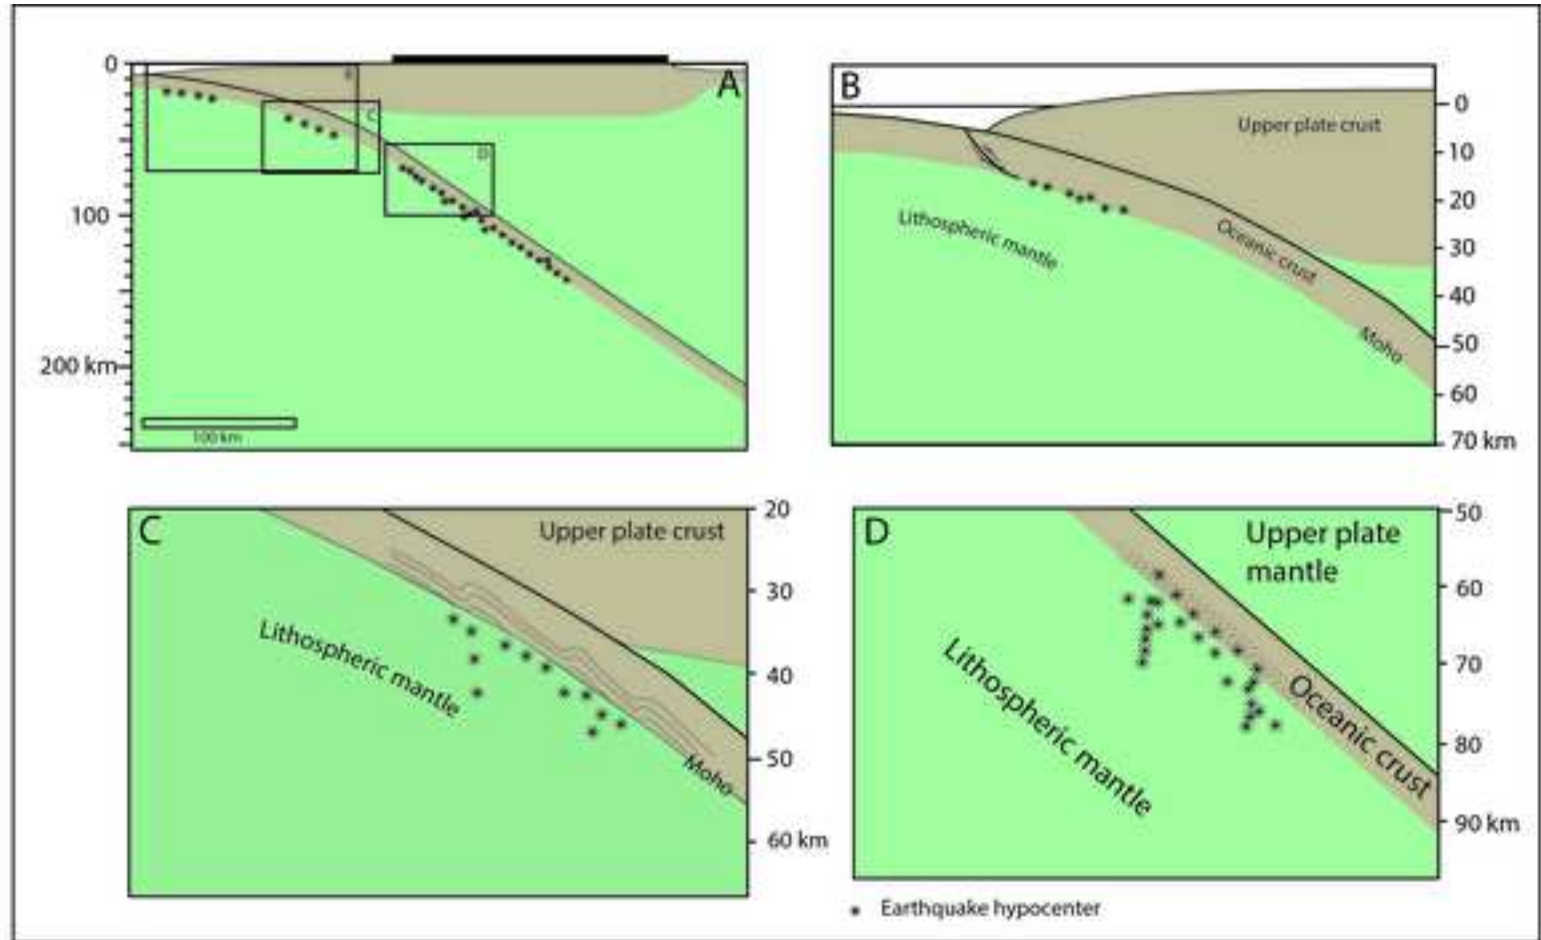 0
100
200 km
100 km
A
B
C
D
B
Upper plate crust
Lithospheric mantle
Oceanic crust
Moho
0
10
20
30
40
50
60
70 km
C
Upper plate crust
Lithospheric mantle
Moho
20
30
40
50
60 km
D
Upper plate
mantle
Lithospheric mantle
Oceanic crust
50
60
70
80
90 km
Earthquake hypocenter